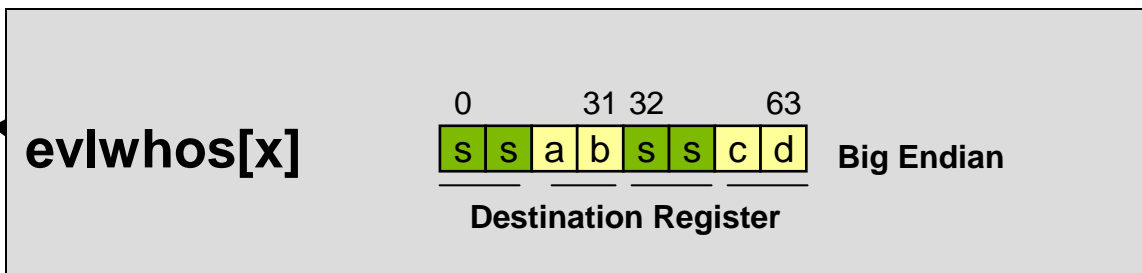 0 31 32 63
evlwhos[x] s s a b s s c d Big Endian
Destination Register